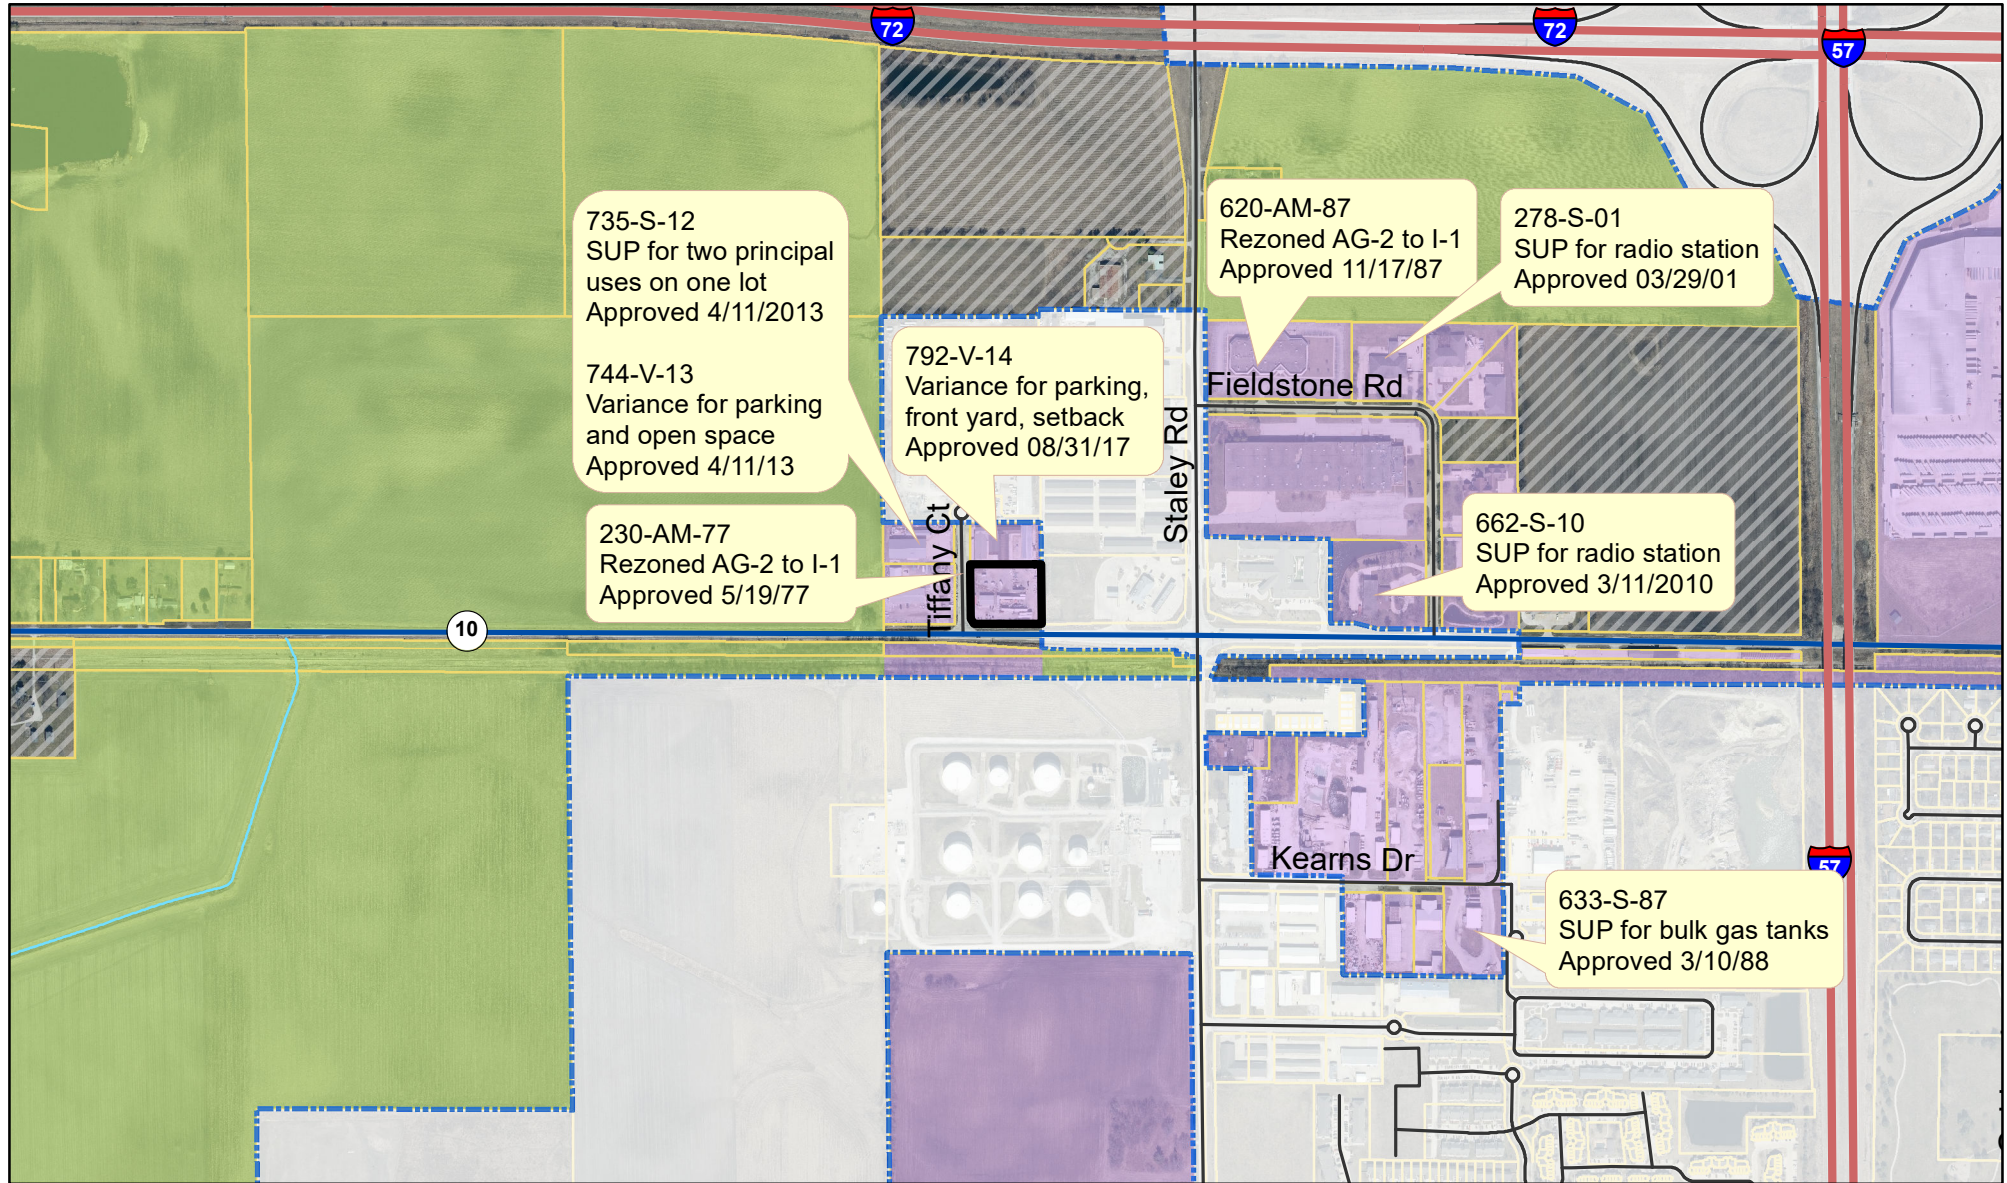 72
72
57
735-S-12
SUP for two principal
uses on one lot
Approved 4/11/2013
744-V-13
Variance for parking
and open space
Approved 4/11/13
792-V-14
Variance for parking,
front yard, setback
Approved 08/31/17
620-AM-87
Rezoned AG-2 to I-1
Approved 11/17/87
278-S-01
SUP for radio station
Approved 03/29/01
Fieldstone Rd
Staley Rd
230-AM-77
Rezoned AG-2 to I-1
Approved 5/19/77
Tiffany Ct
662-S-10
SUP for radio station
Approved 3/11/2010
10
Kearns Dr
57
633-S-87
SUP for bulk gas tanks
Approved 3/10/88